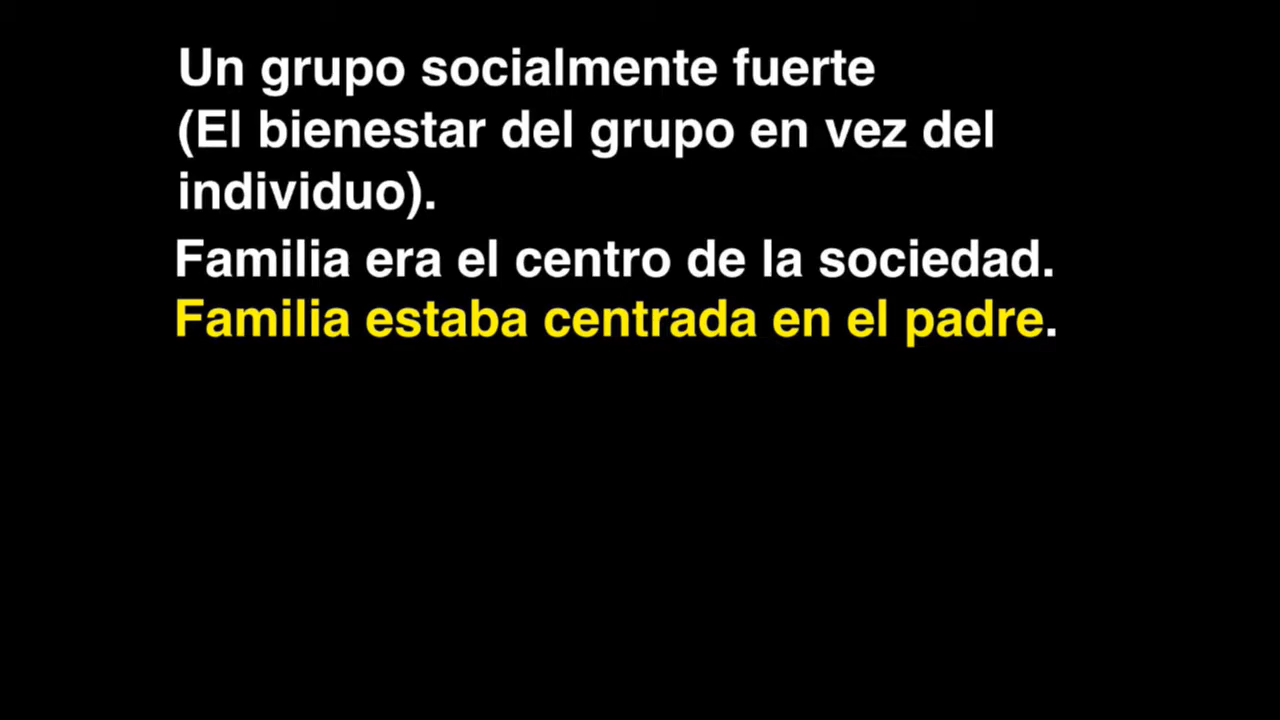 Un grupo socialmente fuerte
(El bienestar del grupo en vez del
individuo).
Familia era el centro de la sociedad.
Familia estaba centrada en el padre.